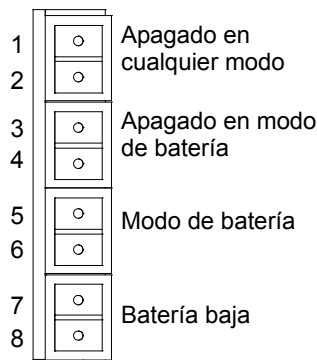 1
Apagado en
2
cualquier modo
3
Apagado en modo
4
de batería
5
Modo de batería
6
7
Batería baja
8